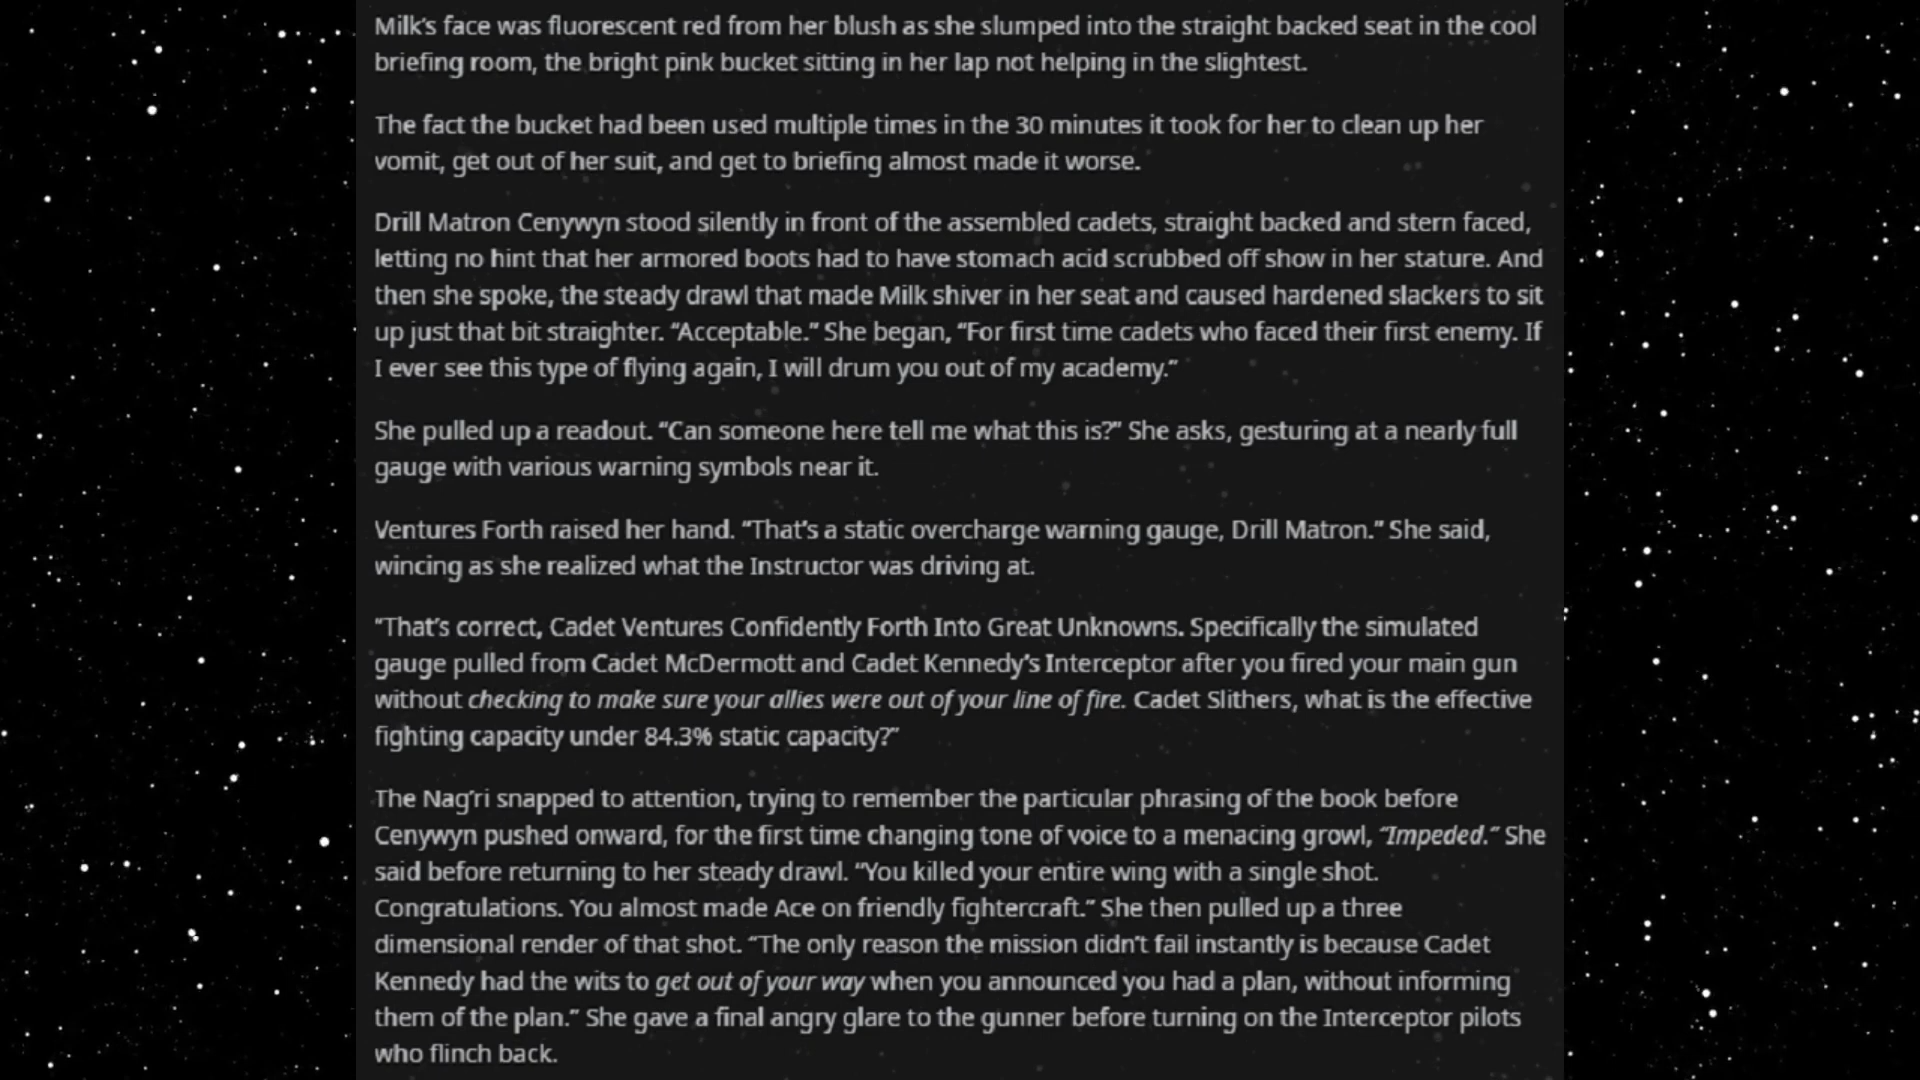 Milk’s face was fluorescent red from her blush as she slumped into the straight backed seat in the cool
briefing room, the bright pink bucket sitting in her lap not helping in the slightest.
The fact the bucket had been used multiple times in the 30 minutes it took for her to clean up her
vomit, get out of her suit, and get to briefing almost made it worse.
Drill Matron Cenywyn stood silently in front of the assembled cadets, straight backed and stern faced,
letting no hint that her armored boots had to have stomach acid scrubbed off show in her stature. And
then she spoke, the steady drawl that made Milk shiver in her seat and caused hardened slackers to sit
up just that bit straighter. “Acceptable.” She began, “For first time cadets who faced their first enemy. If
I ever see this type of flying again, I will drum you out of my academy.”
She pulled up a readout. “Can someone here tell me what this is?” She asks, gesturing at a nearly full
gauge with various warning symbols near it.
Ventures Forth raised her hand. “That’s a static overcharge warning gauge, Drill Matron.” She said,
wincing as she realized what the Instructor was driving at.
“That’s correct, Cadet Ventures Confidently Forth Into Great Unknowns. Specifically the simulated
gauge pulled from Cadet McDermott and Cadet Kennedy’s Interceptor after you fired your main gun
without checking to make sure your allies were out of your line of fire. Cadet Slithers, what is the effective
fighting capacity under 84.3% static capacity?”
The Nag’ri snapped to attention, trying to remember the particular phrasing of the book before
Cenywyn pushed onward, for the first time changing tone of voice to a menacing growl, “Impeded.” She
said before returning to her steady drawl. “You killed your entire wing with a single shot.
Congratulations. You almost made Ace on friendly fightercraft.” She then pulled up a three
dimensional render of that shot. “The only reason the mission didn’t fail instantly is because Cadet
Kennedy had the wits to get out of your way when you announced you had a plan, without informing
them of the plan.” She gave a final angry glare to the gunner before turning on the Interceptor pilots
who flinch back.